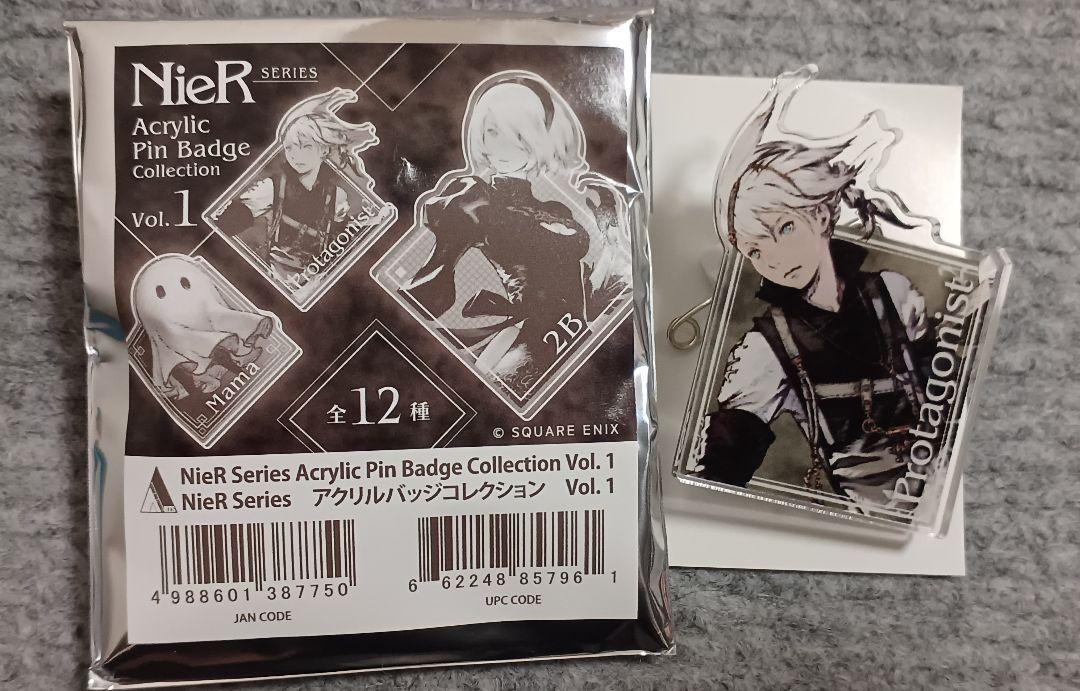 NieR SERIES
Acrylic
Pin Badge
Collection
Vol. 1
Protagonist
2B
Mama
全12種
© SQUARE ENIX
NieR Series Acrylic Pin Badge Collection Vol. 1
NieR Series アクリルバッジコレクション Vol. 1
4 988601 387750
JAN CODE
6 62248 85796 1
UPC CODE
Protagonist